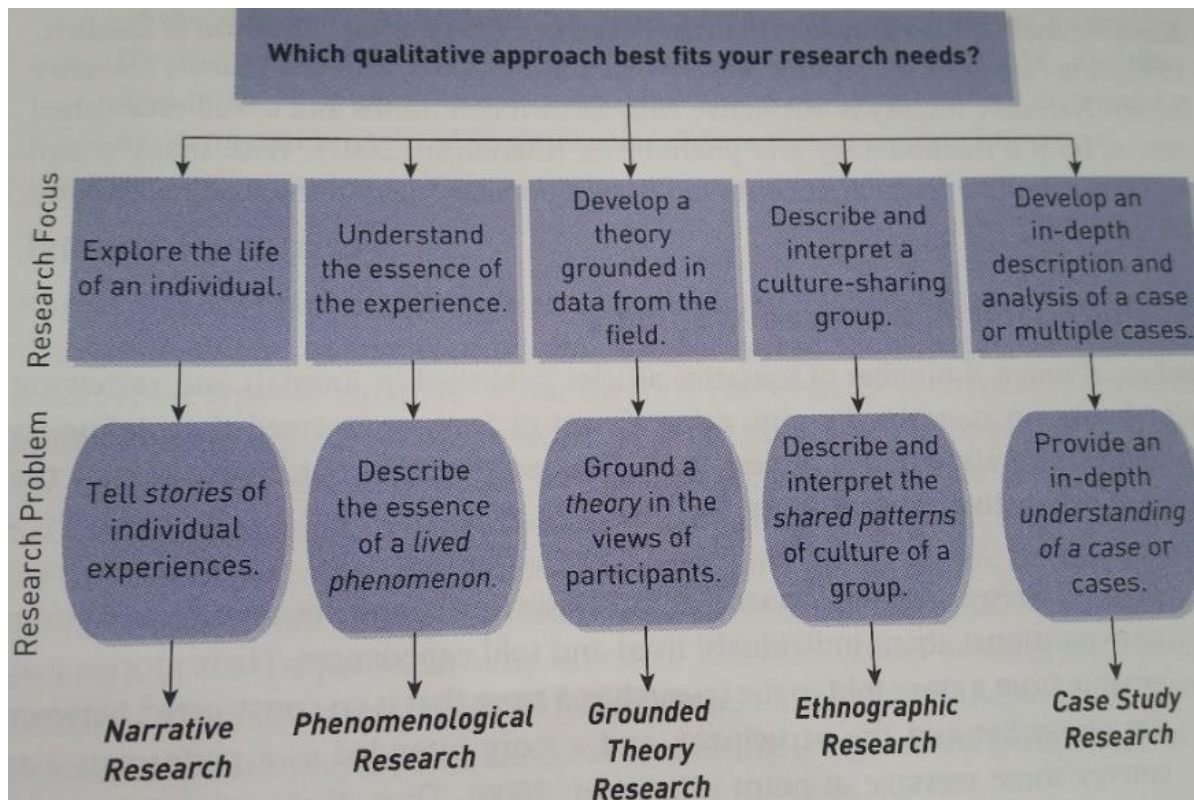 Which qualitative approach best fits your research needs?
Research Focus
Explore the life
of an individual.
Understand
the essence of
the experience.
Develop a
theory
grounded in
data from the
field.
Describe and
interpret a
culture-sharing
group.
Develop an
in-depth
description and
analysis of a case
or multiple cases.
Research Problem
Tell stories of
individual
experiences.
Describe
the essence
of a lived
phenomenon.
Ground a
theory in the
views of
participants.
Describe and
interpret the
shared patterns
of culture of a
group.
Provide an
in-depth
understanding
of a case or
cases.
Narrative
Research
Phenomenological
Research
Grounded
Theory
Research
Ethnographic
Research
Case Study
Research